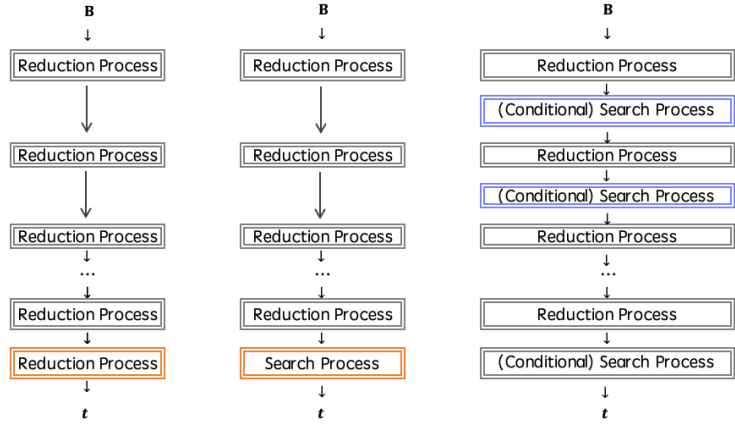 B
Reduction Process
Reduction Process
Reduction Process
...
Reduction Process
Reduction Process
t
B
Reduction Process
Reduction Process
Reduction Process
...
Reduction Process
Search Process
t
B
Reduction Process
(Conditional) Search Process
Reduction Process
(Conditional) Search Process
Reduction Process
...
Reduction Process
(Conditional) Search Process
t